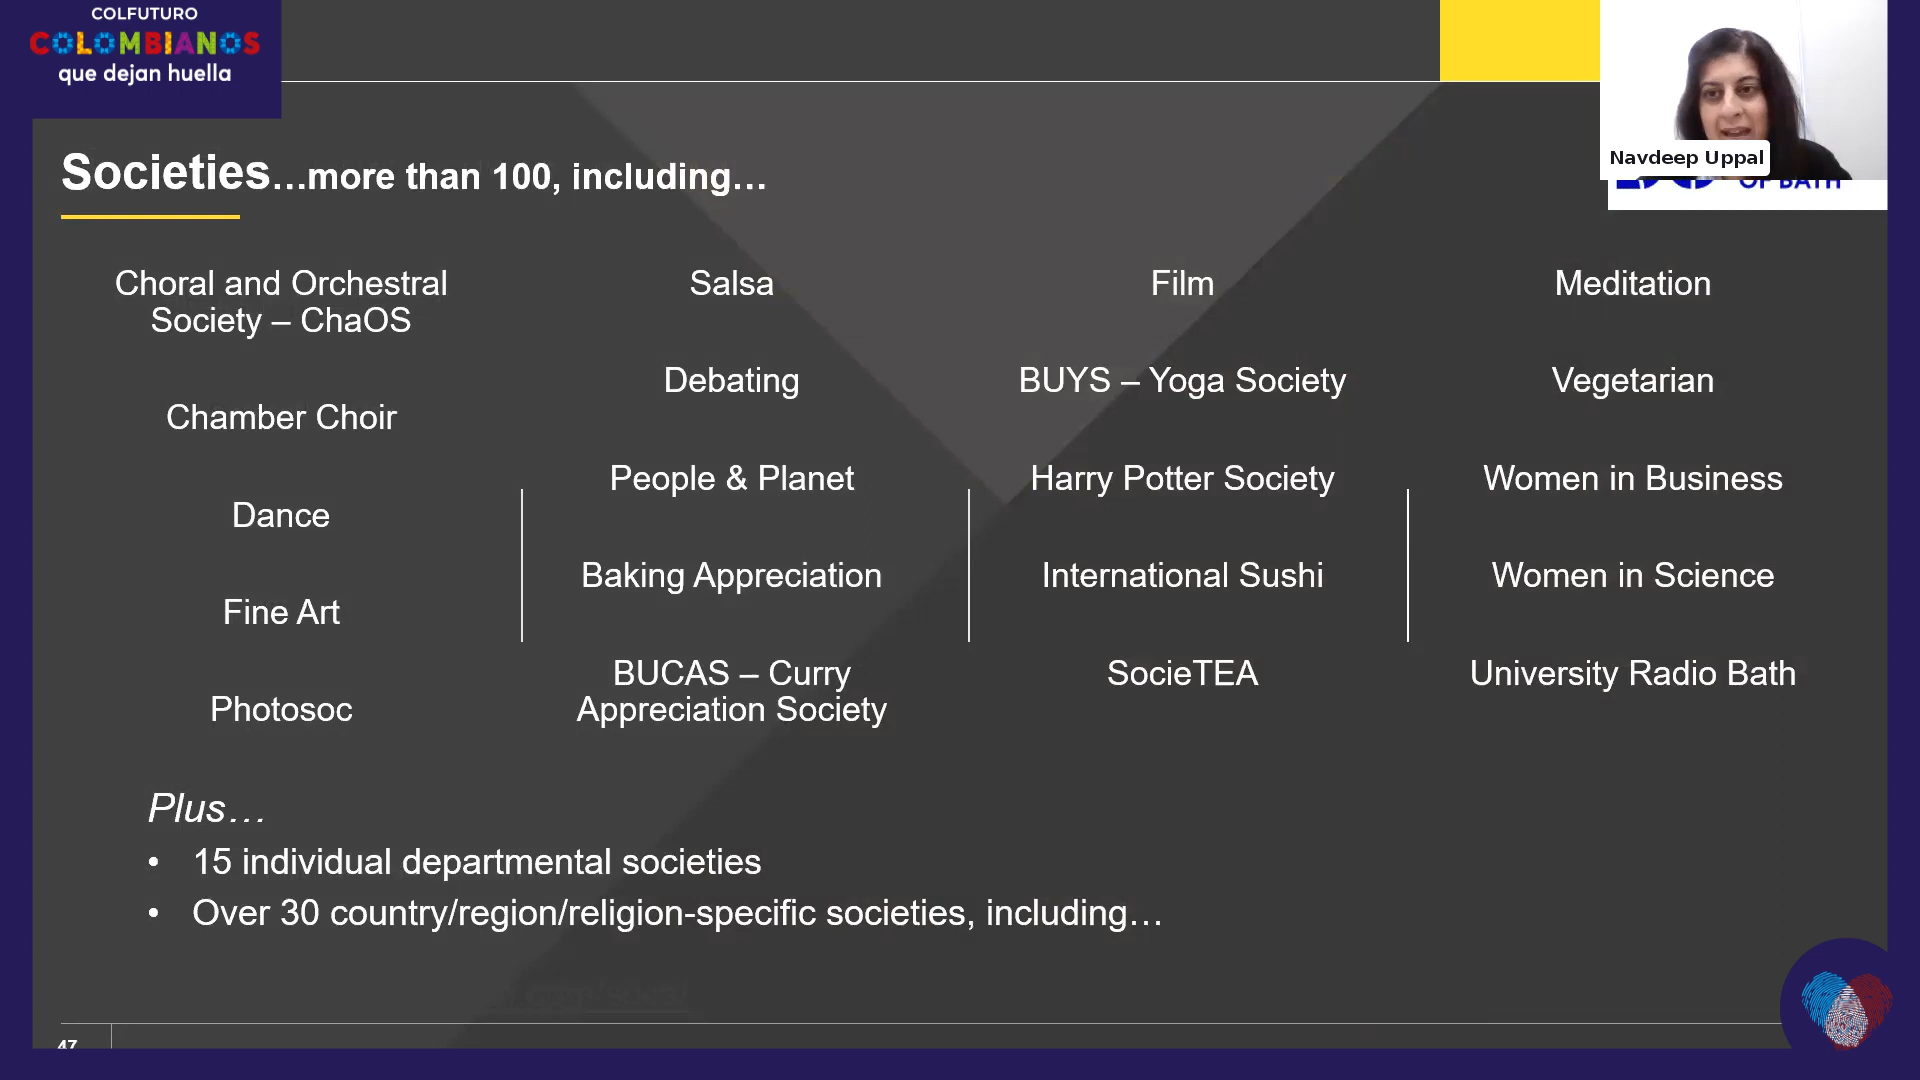 COLFUTURO
COLOMBIANOS
que dejan huella
Navdeep Uppal
OF BATH
Societies…more than 100, including…
Choral and Orchestral
Society – ChaOS
Chamber Choir
Dance
Fine Art
Photosoc
Salsa
Debating
People & Planet
Baking Appreciation
BUCAS – Curry
Appreciation Society
Film
BUYS – Yoga Society
Harry Potter Society
International Sushi
SocieTEA
Meditation
Vegetarian
Women in Business
Women in Science
University Radio Bath
Plus…
• 15 individual departmental societies
• Over 30 country/region/religion-specific societies, including…
47